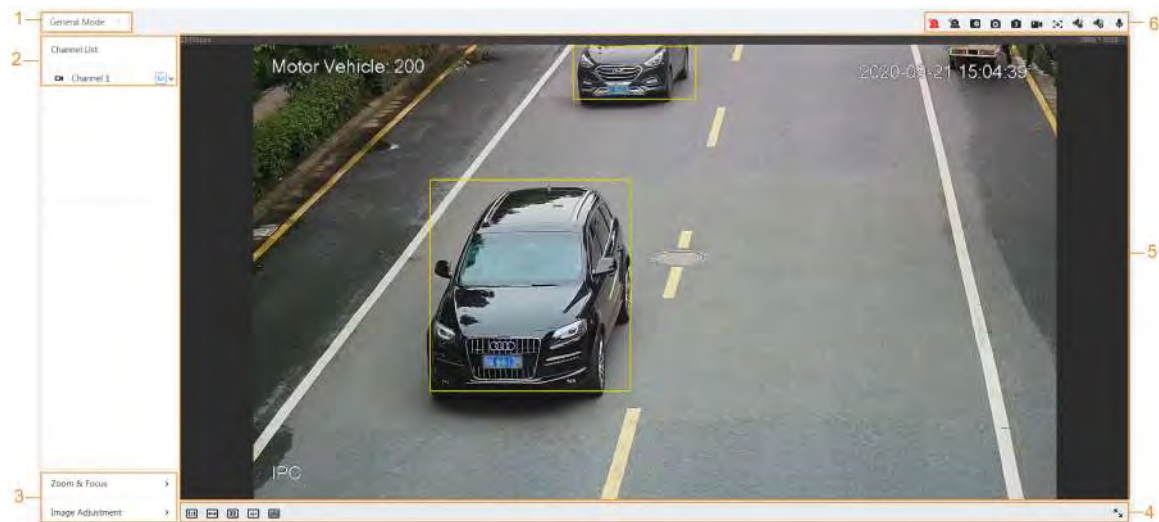 1
General Mode
6
Channel List
2
Channel 1
Motor Vehicle: 200
2020-04-21 15:04:39
5
IPC
Zoom & Focus
3
Image Adjustment
4